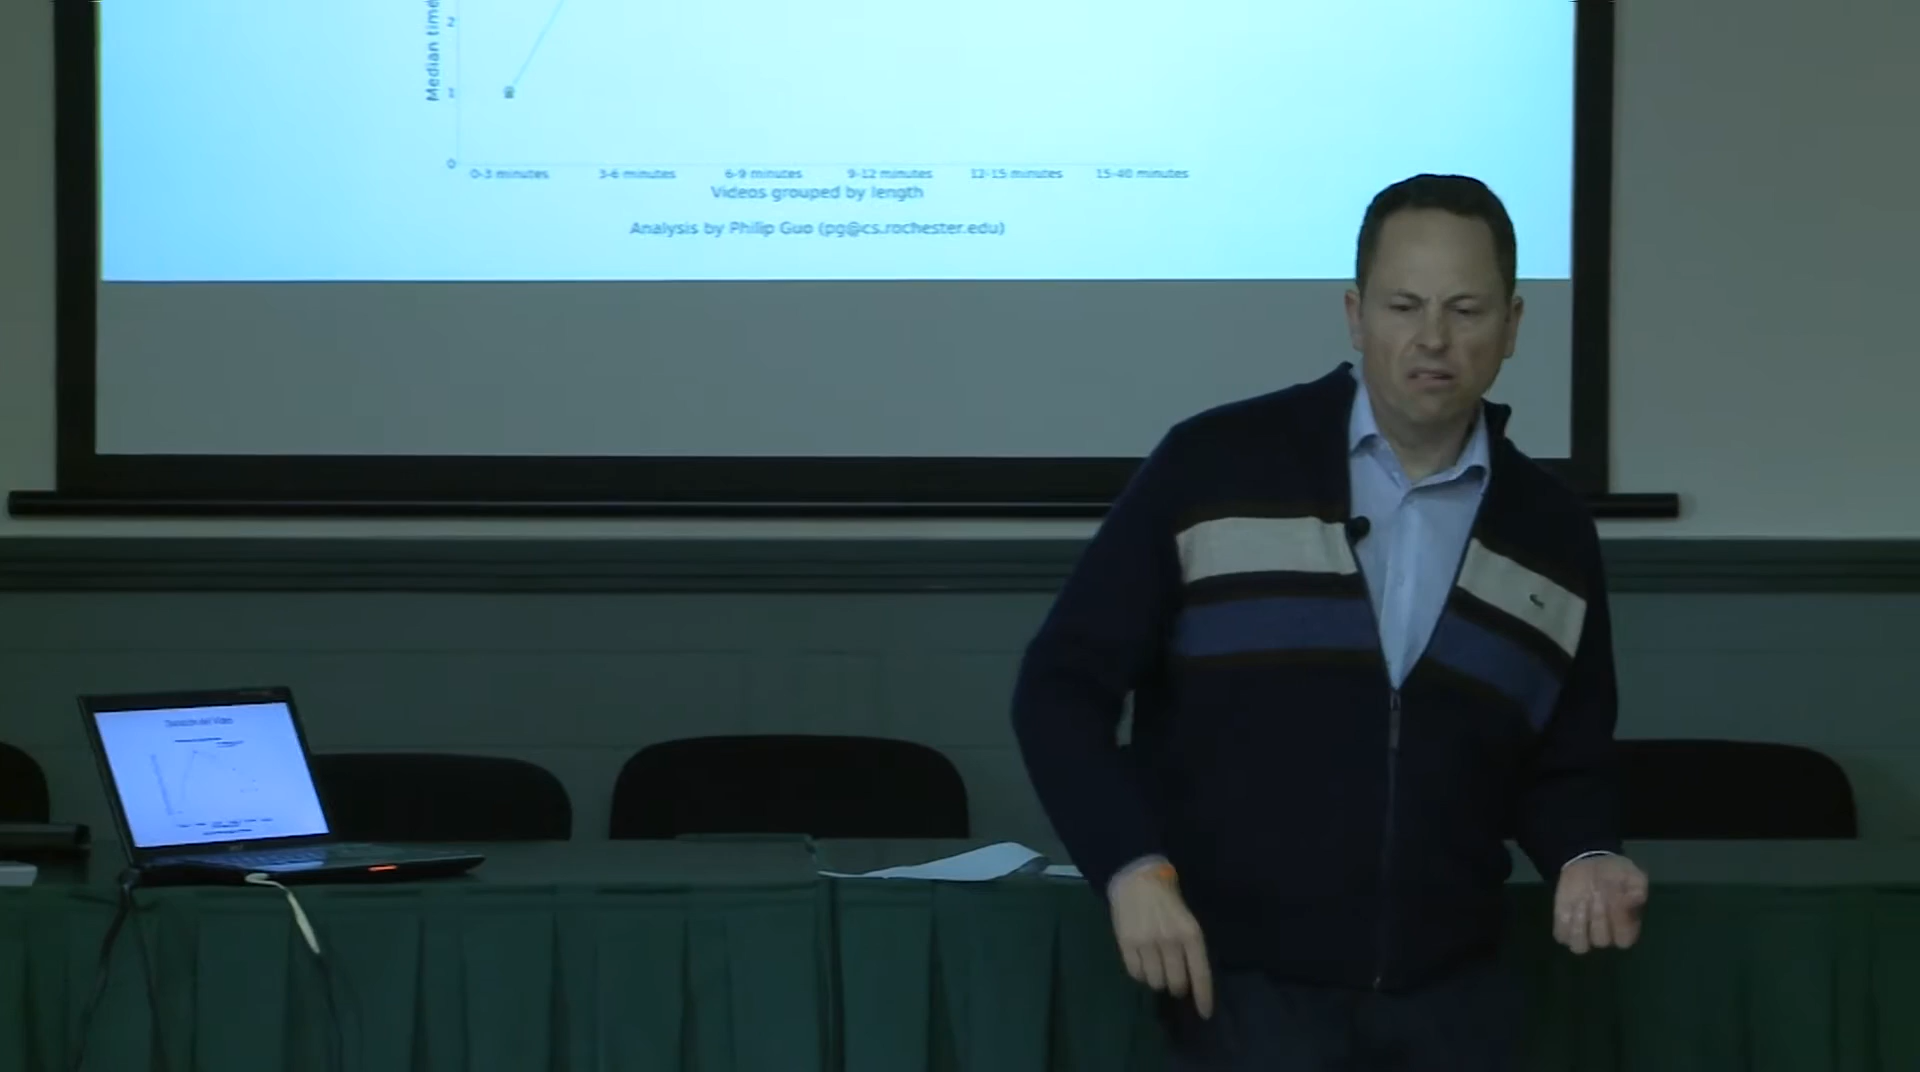 Median time
2
1
0
0-3 minutes 3-6 minutes 6-9 minutes 9-12 minutes 12-15 minutes 15-40 minutes
Videos grouped by length
Analysis by Philip Guo (pg@cs.rochester.edu)